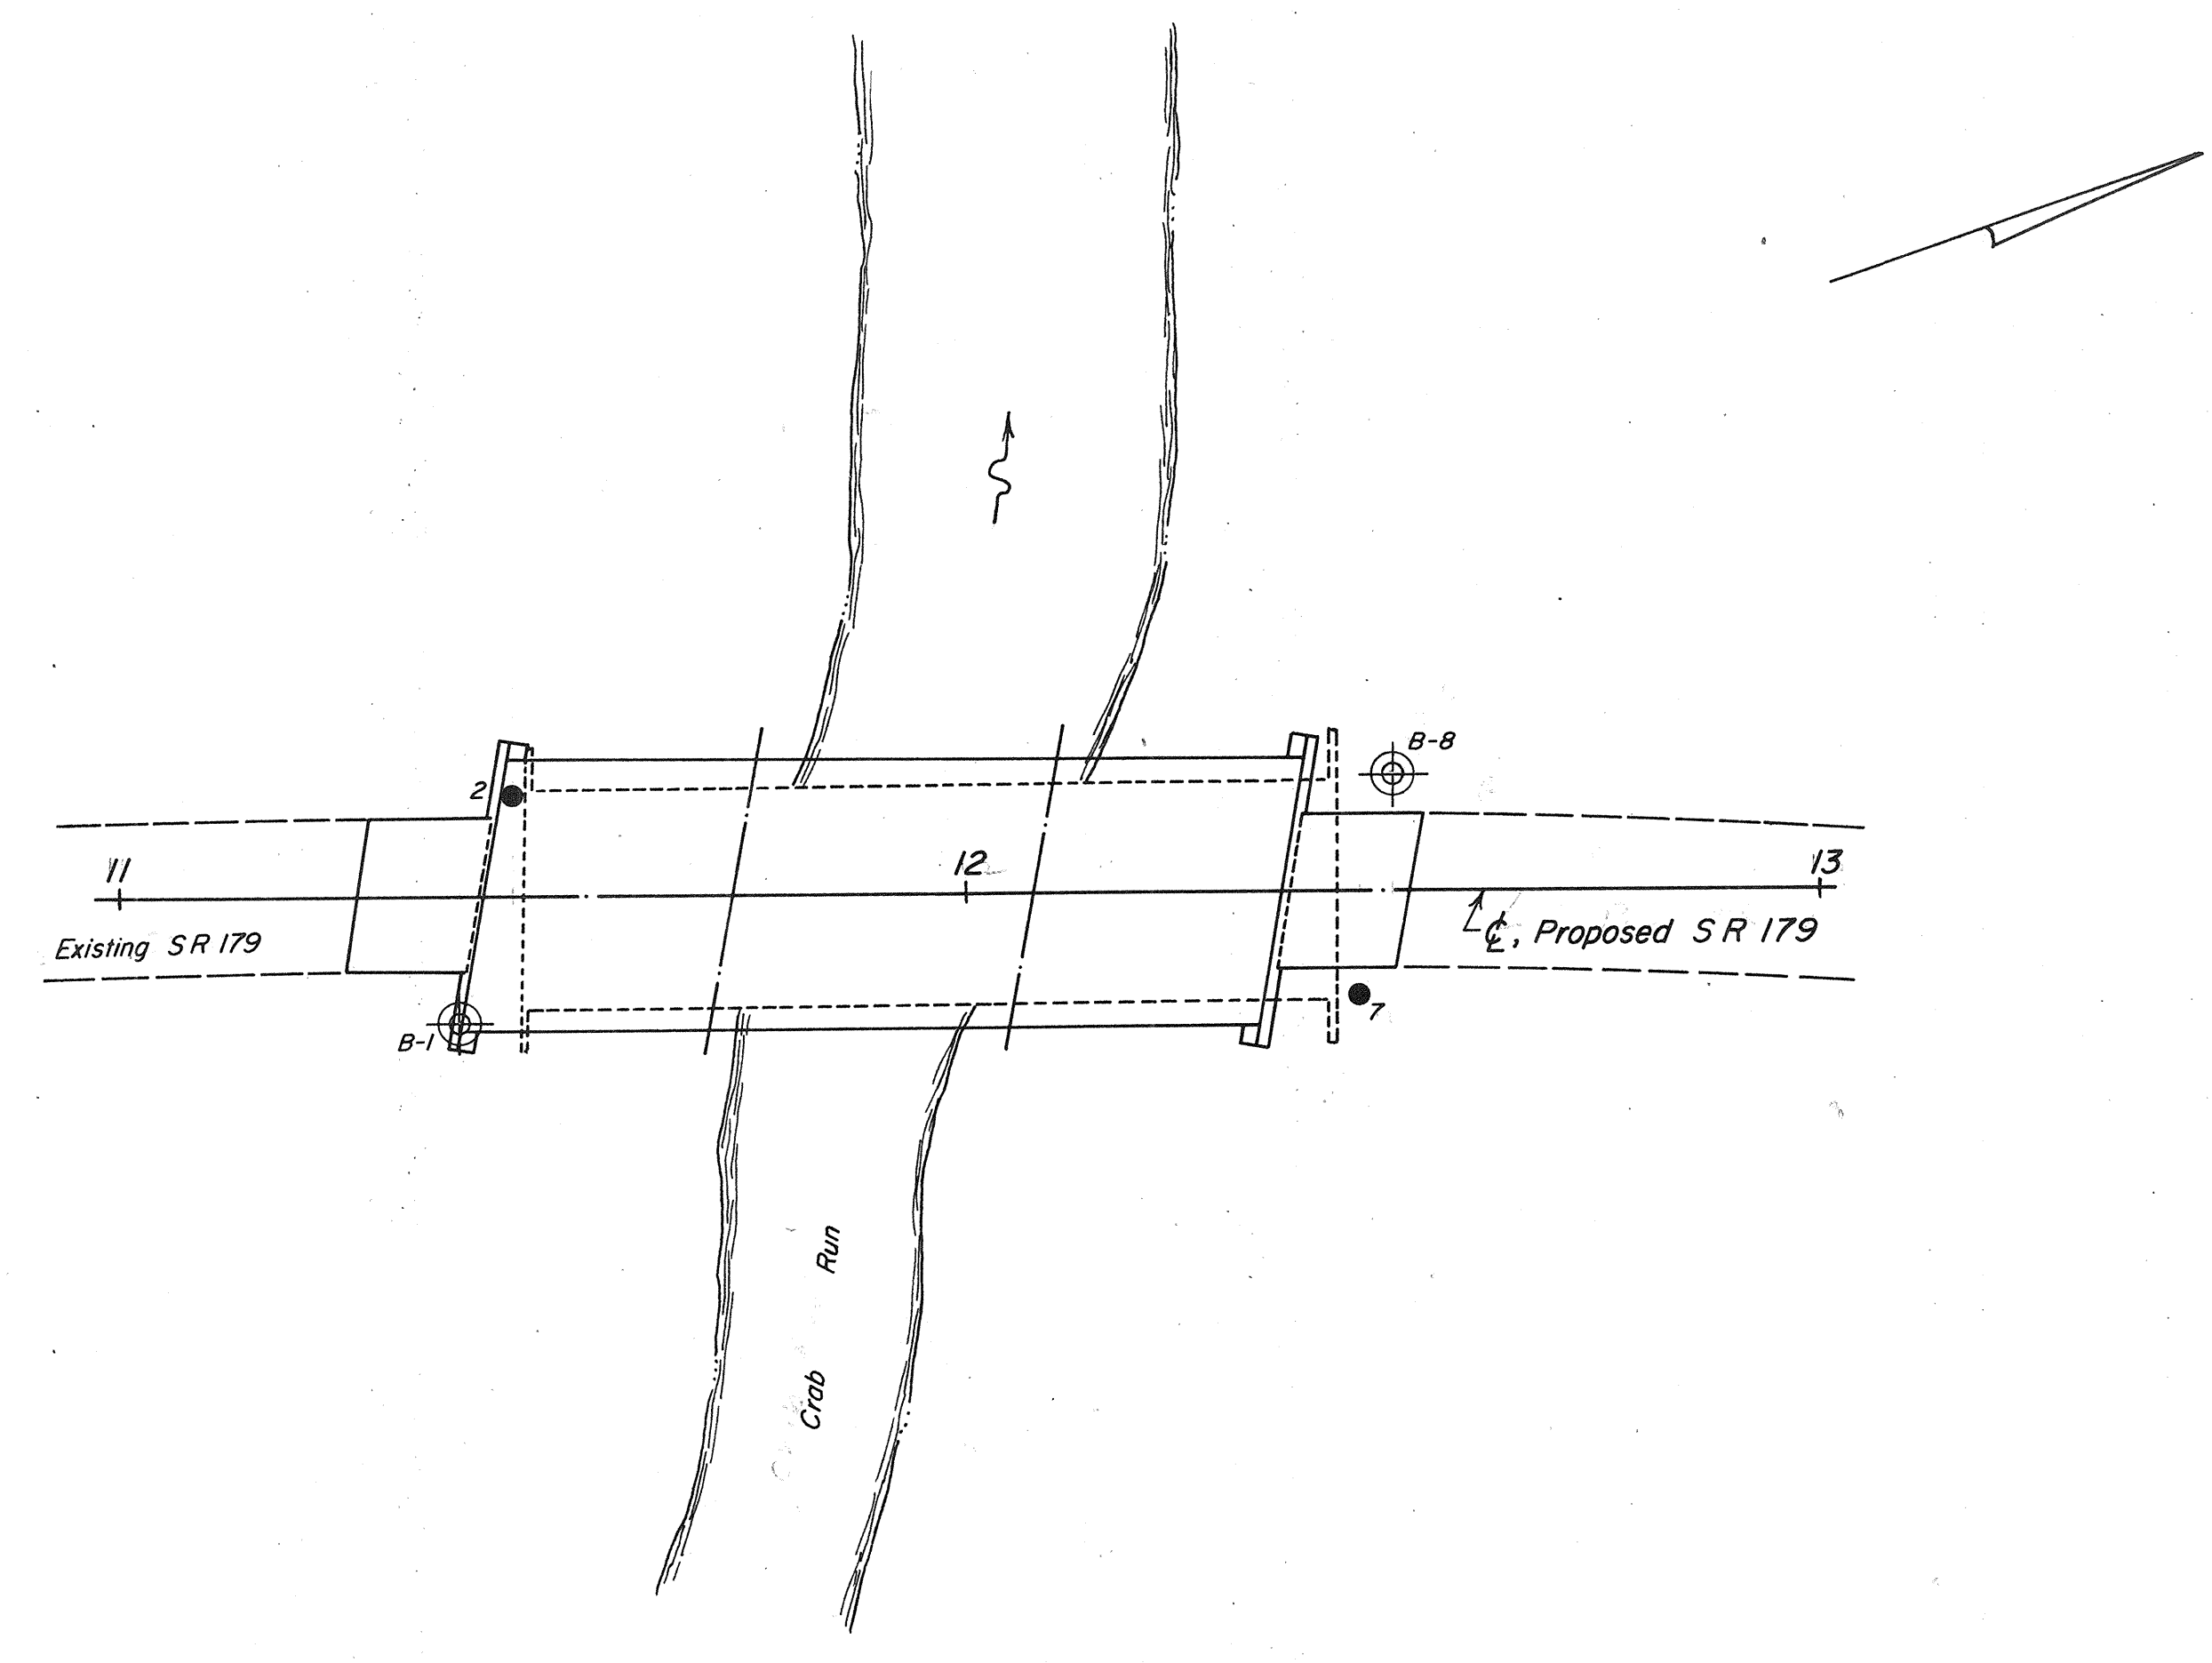 B-8
2
11
12
13
Existing SR 179
℄, Proposed SR 179
7
B-1
Run
Crab